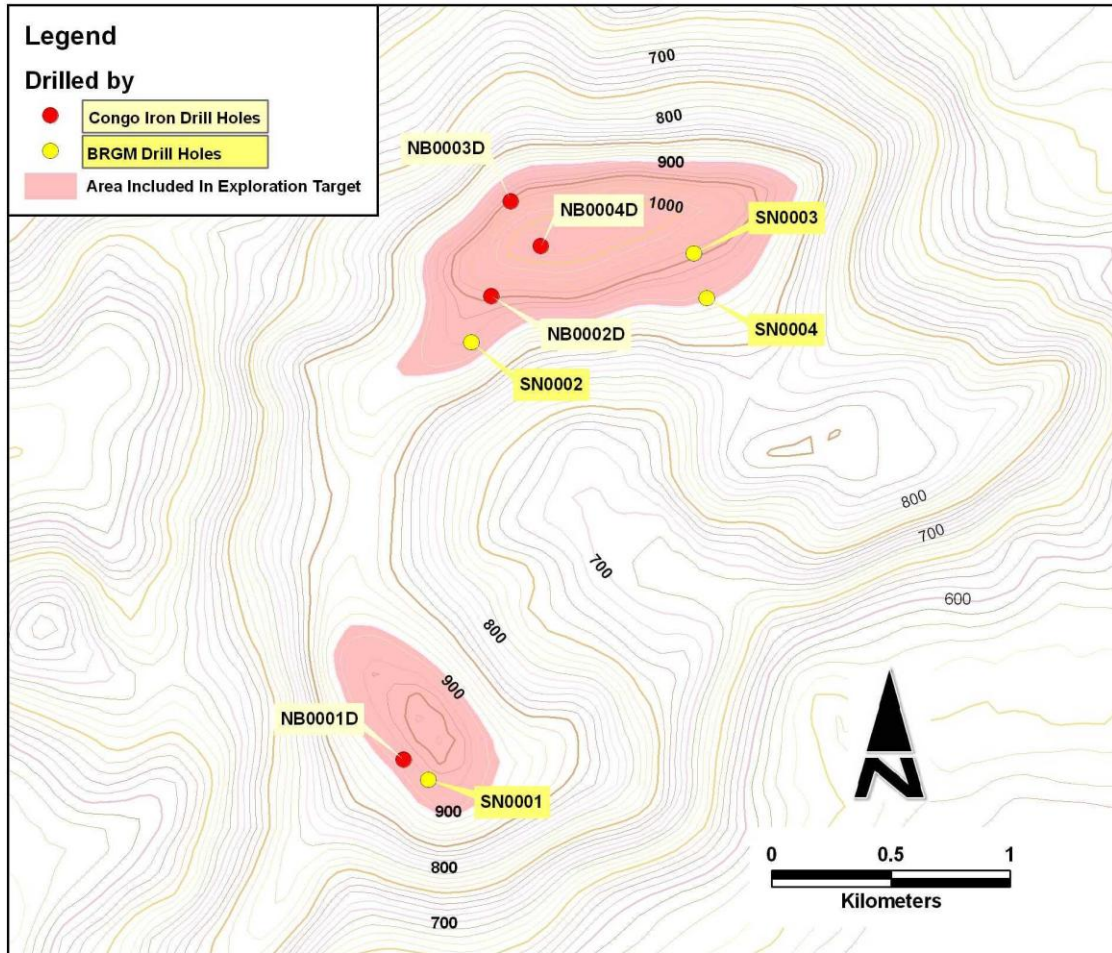 Legend
Drilled by
Congo Iron Drill Holes
BRGM Drill Holes
Area Included In Exploration Target
700
800
NB0003D
900
NB0004D
1000
SN0003
NB0002D
SN0004
SN0002
800
700
700
600
800
900
NB0001D
SN0001
900
800
700
N
0 0.5 1
Kilometers